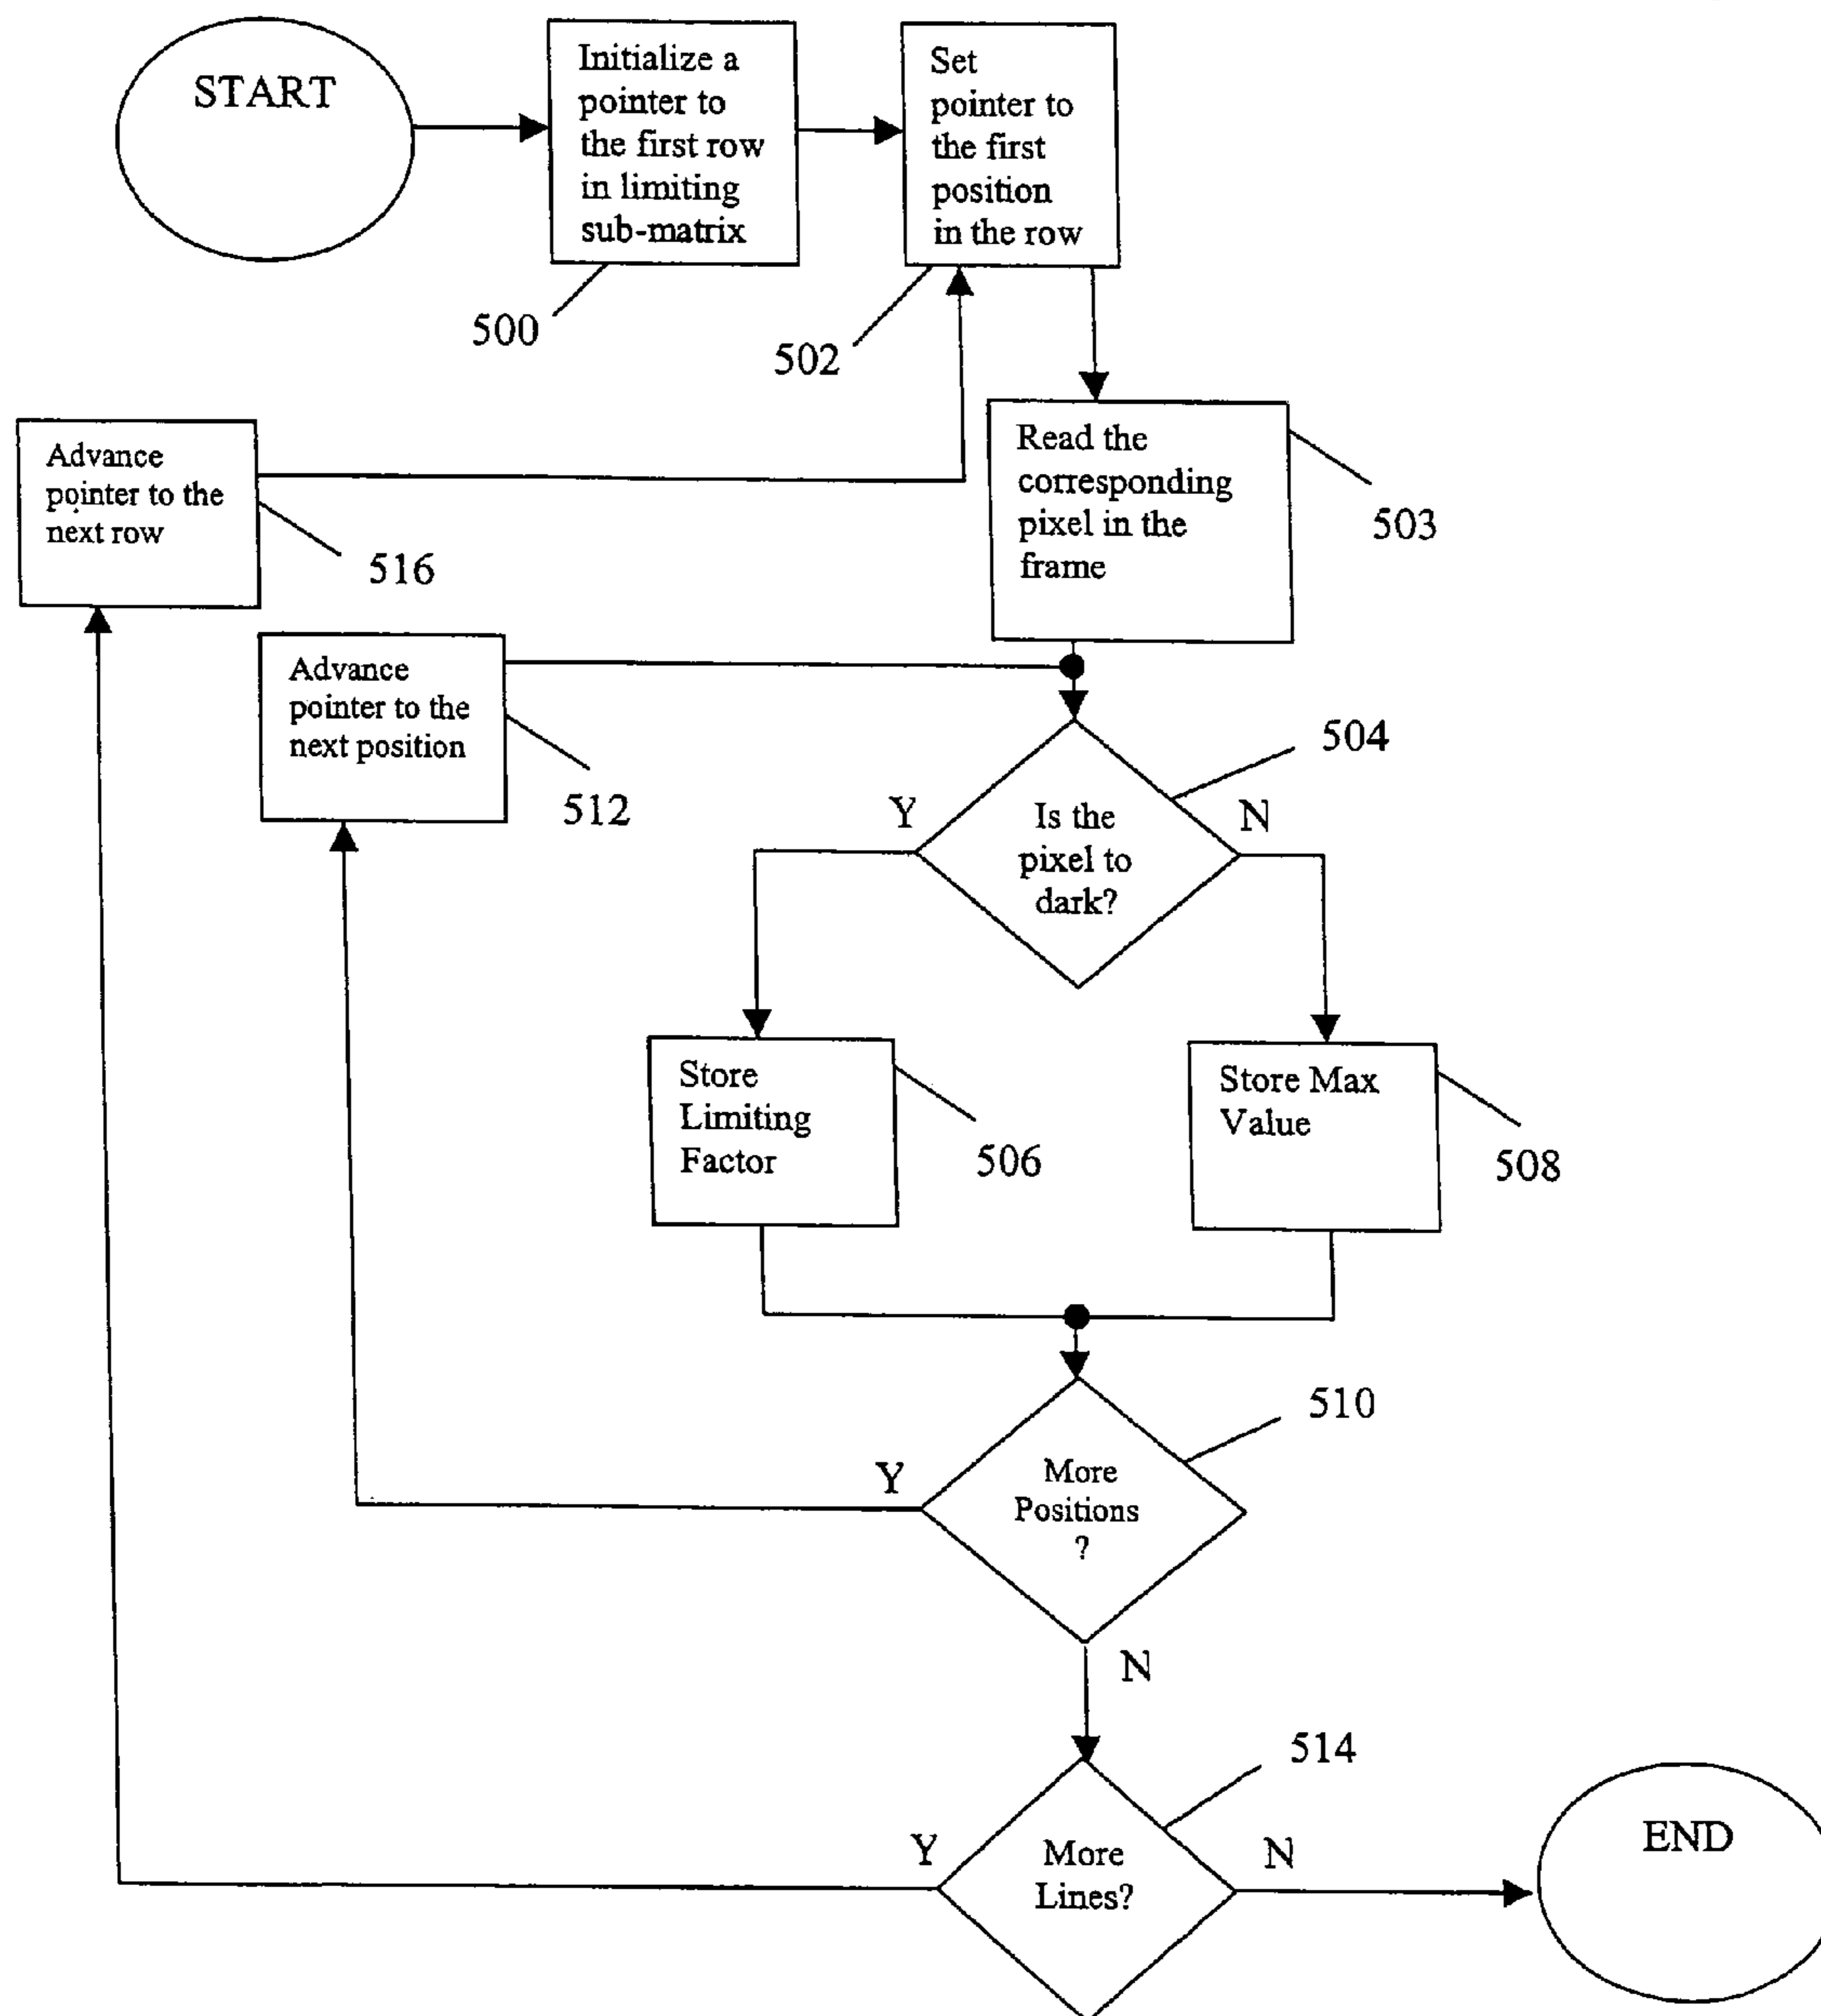 START
Initialize a
pointer to
the first row
in limiting
sub-matrix
500
Set
pointer to
the first
position
in the row
502
Read the
corresponding
pixel in the
frame
503
Advance
pointer to the
next row
516
Advance
pointer to the
next position
512
504
Y
N
Is the
pixel to
dark?
Store
Limiting
Factor
506
Store Max
Value
508
510
Y
More
Positions
?
N
514
Y
More
Lines?
N
END